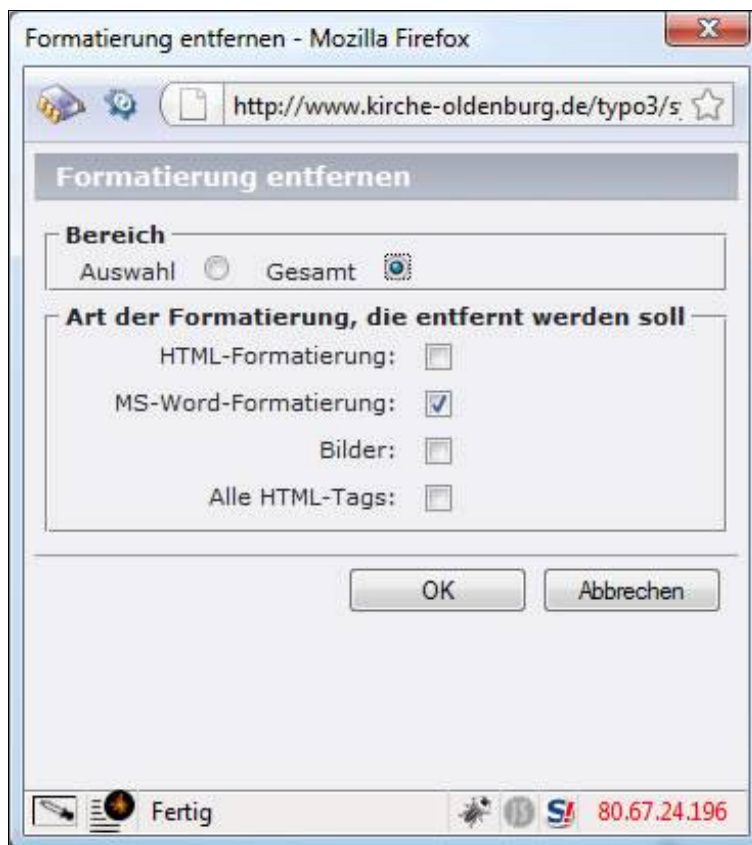 Formatierung entfernen - Mozilla Firefox
http://www.kirche-oldenburg.de/typo3/s
Formatierung entfernen
Bereich
Auswahl Gesamt
Art der Formatierung, die entfernt werden soll
HTML-Formatierung:
MS-Word-Formatierung:
Bilder:
Alle HTML-Tags:
OK Abbrechen
Fertig S! 80.67.24.196